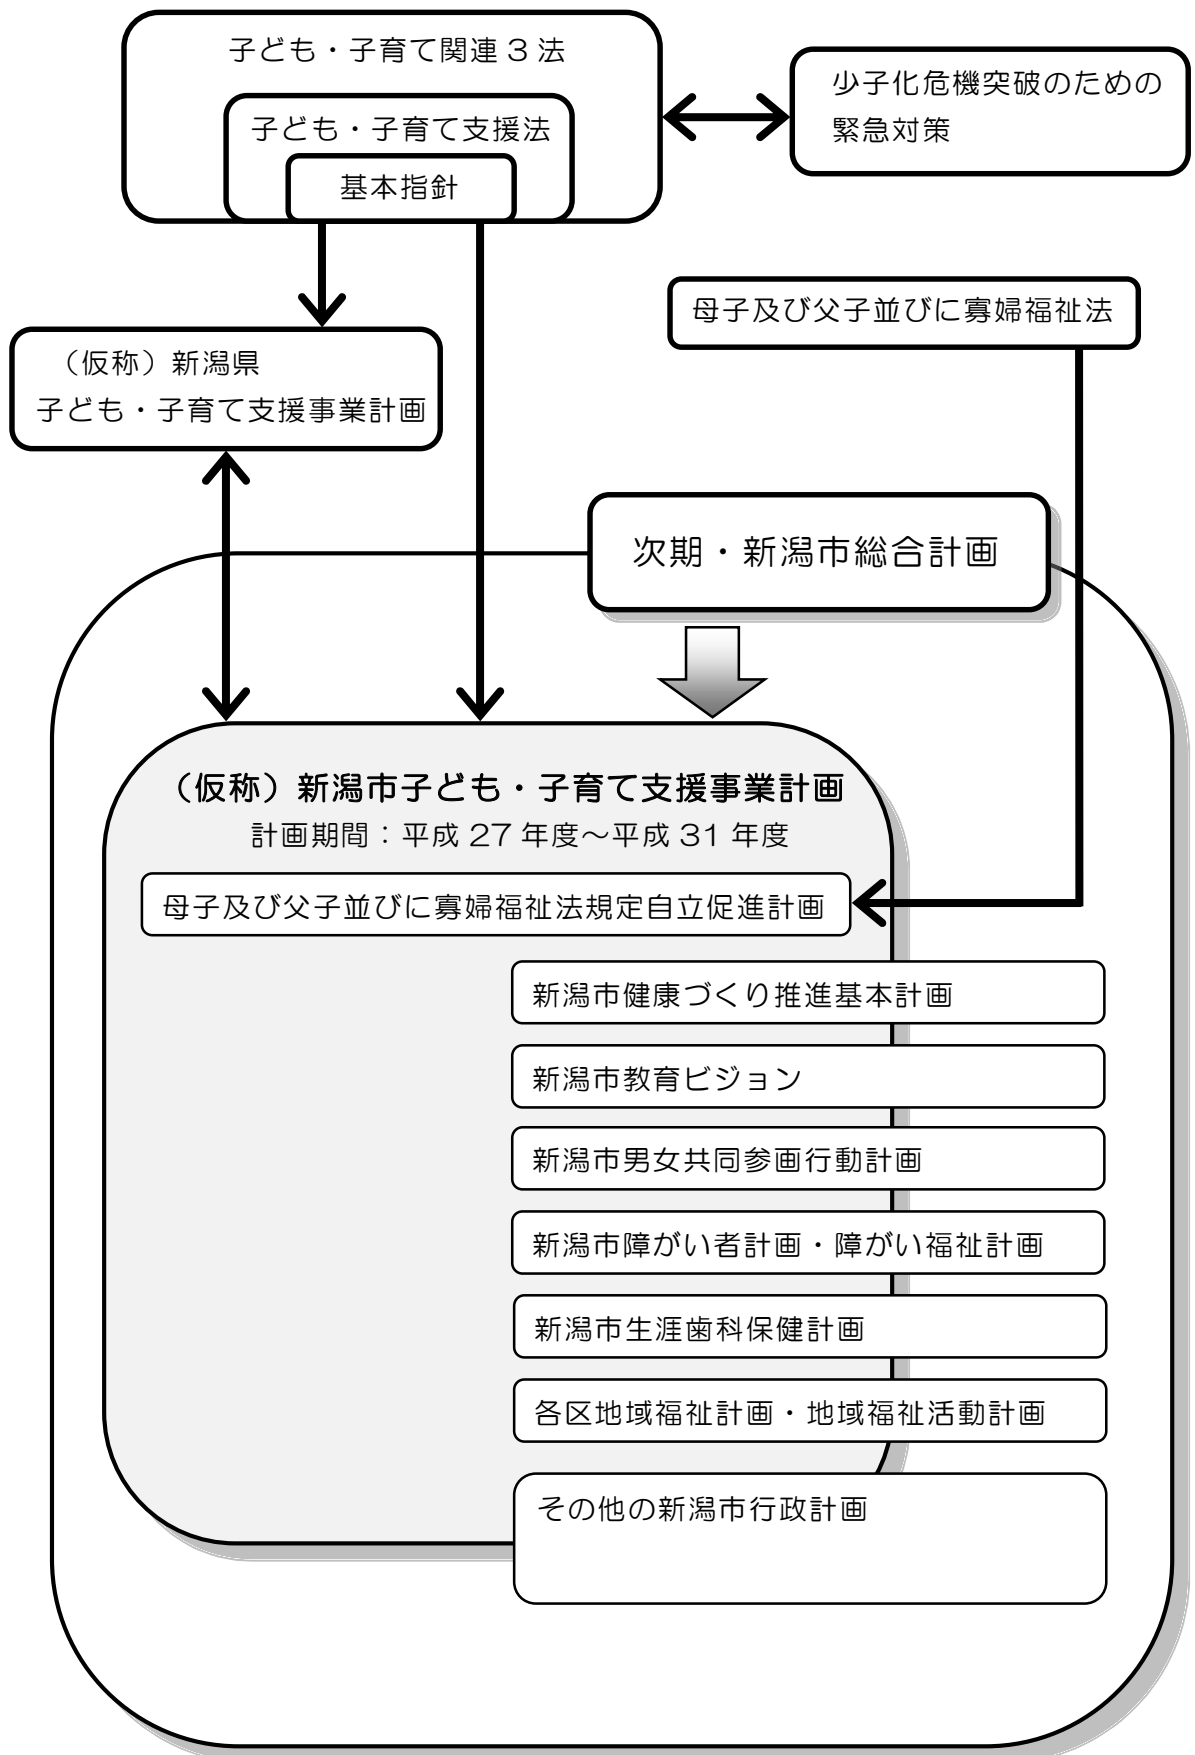 子ども・子育て関連3法
少子化危機突破のための
緊急対策
子ども・子育て支援法
基本指針
母子及び父子並びに寡婦福祉法
（仮称）新潟県
子ども・子育て支援事業計画
次期・新潟市総合計画
（仮称）新潟市子ども・子育て支援事業計画
計画期間：平成27年度～平成31年度
母子及び父子並びに寡婦福祉法規定自立促進計画
新潟市健康づくり推進基本計画
新潟市教育ビジョン
新潟市男女共同参画行動計画
新潟市障がい者計画・障がい福祉計画
新潟市生涯歯科保健計画
各区地域福祉計画・地域福祉活動計画
その他の新潟市行政計画